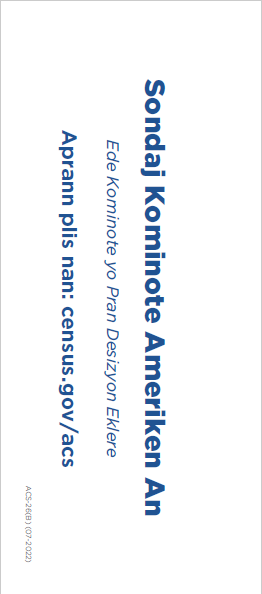 Sondaj Kominote Ameriken An
Ede Kominote yo Pran Desizyon Eklere
Aprann plis nan: census.gov/acs
ACS-26(B) (07-2022)